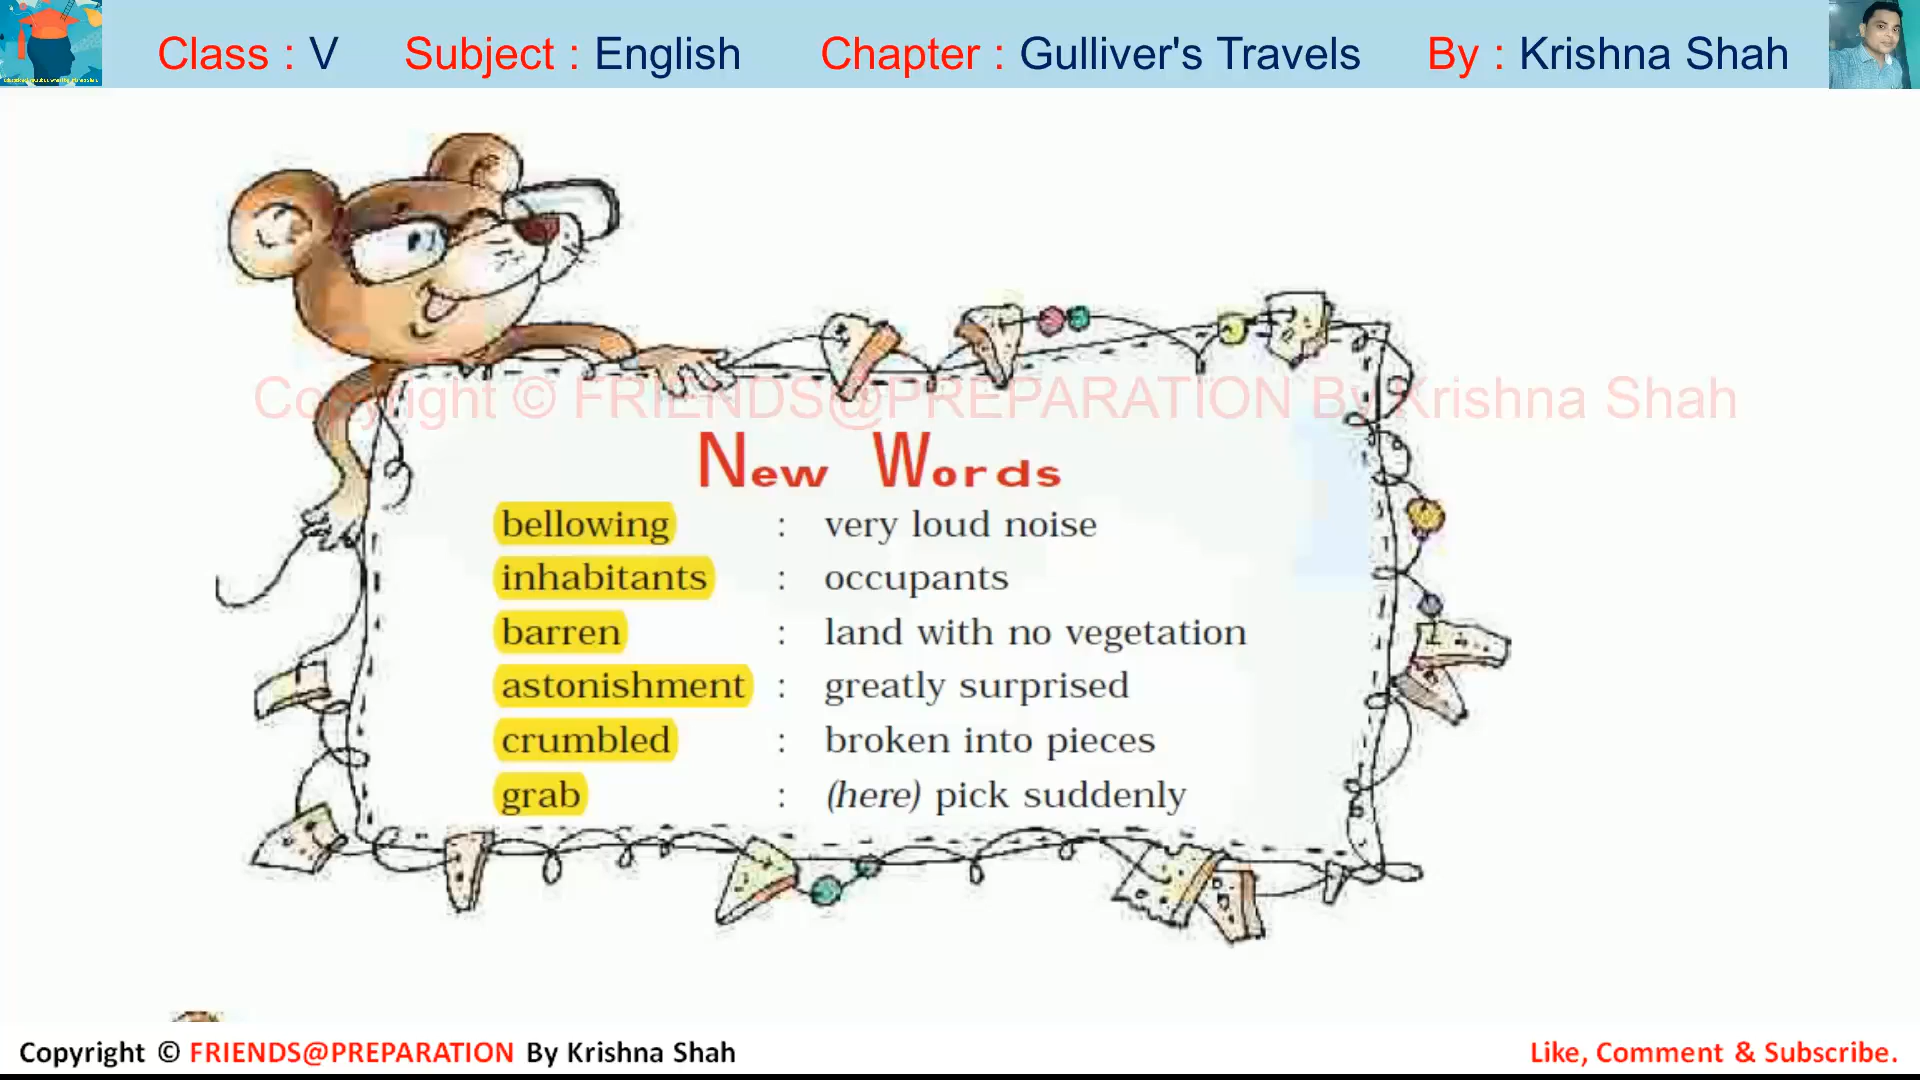 Class : V Subject : English Chapter : Gulliver's Travels By : Krishna Shah
Copyright © FRIENDS@PREPARATION By Krishna Shah
New Words
bellowing : very loud noise
inhabitants : occupants
barren : land with no vegetation
astonishment : greatly surprised
crumbled : broken into pieces
grab : (here) pick suddenly
Copyright © FRIENDS@PREPARATION By Krishna Shah
Like, Comment & Subscribe.